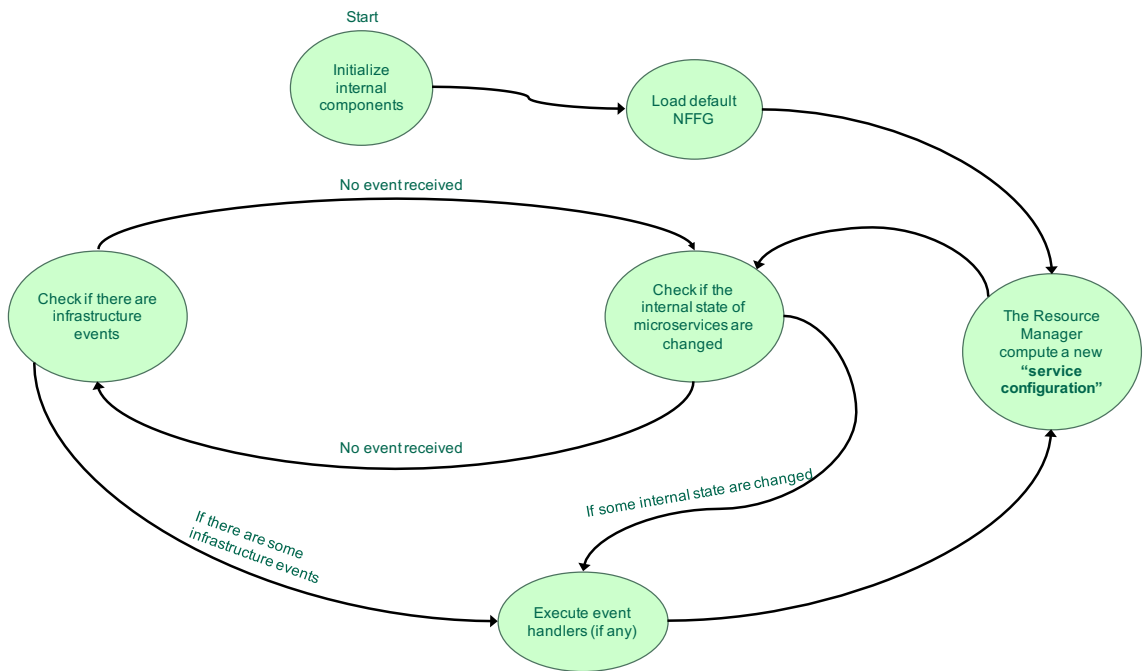 Start
Initialize
internal
components
Load default
NFFG
No event received
Check if there are
infrastructure
events
Check if the
internal state of
microservices are
changed
The Resource
Manager
compute a new
“service
configuration”
No event received
If some internal state are changed
If there are some
infrastructure events
Execute event
handlers (if any)